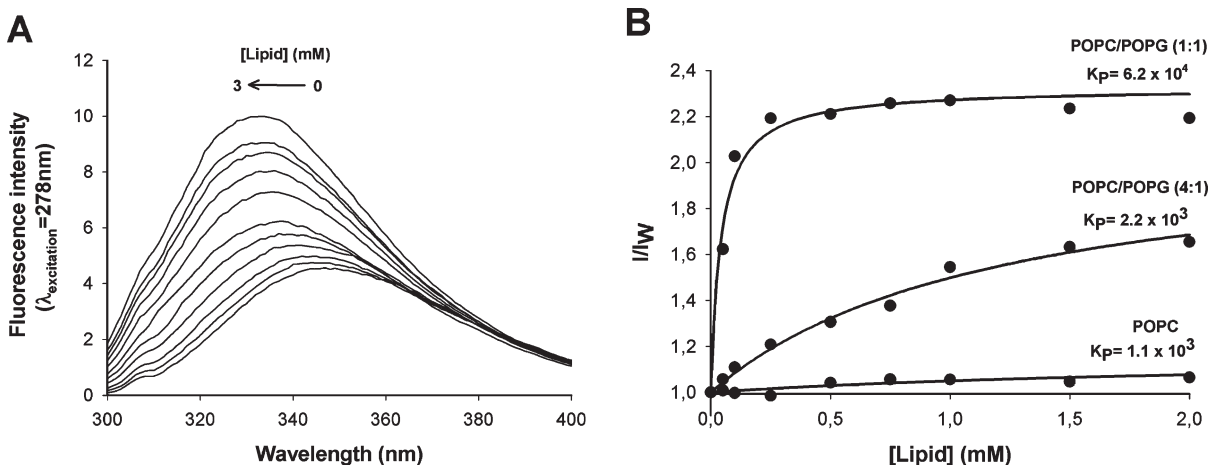 A
[Lipid] (mM)
3 ← 0
Fluorescence intensity
(λexcitation=278nm)
12
10
8
6
4
2
0
300
320
340
360
380
400
Wavelength (nm)
B
POPC/POPG (1:1)
KP= 6.2 x 10⁴
POPC/POPG (4:1)
KP= 2.2 x 10³
POPC
KP= 1.1 x 10³
I/IW
2,4
2,2
2,0
1,8
1,6
1,4
1,2
1,0
0,0
0,5
1,0
1,5
2,0
[Lipid] (mM)